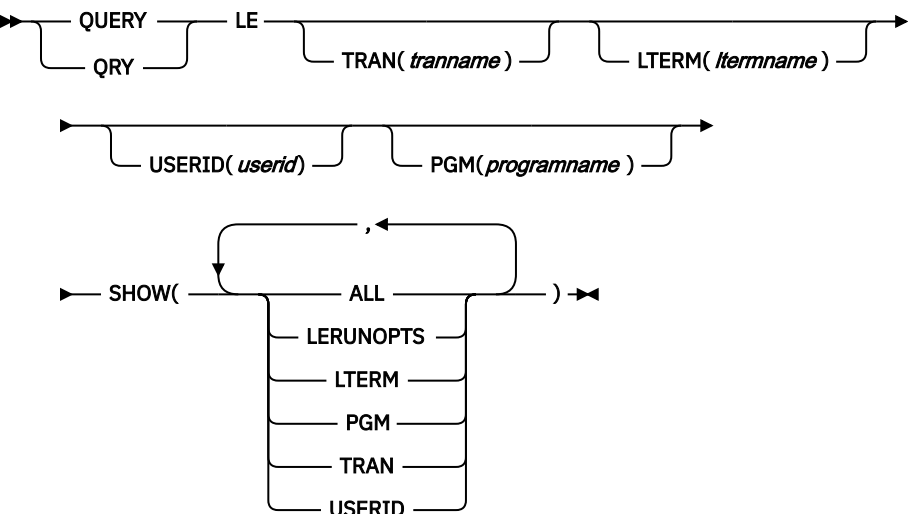 QUERY LE
QRY TRAN( tranname ) LTERM( ltermname )
USERID( userid) PGM(programname )
,
SHOW( ALL )
LERUNOPTS
LTERM
PGM
TRAN
USERID